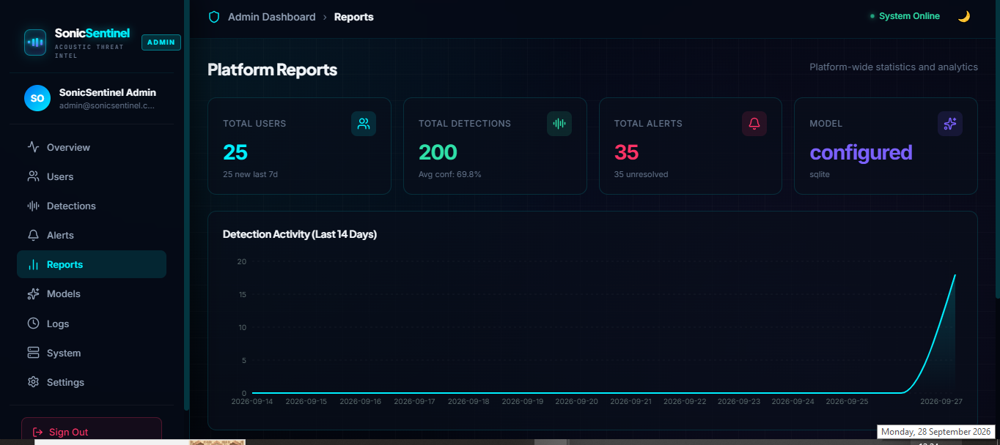 SonicSentinel
ACOUSTIC THREAT
INTEL
ADMIN
SO
SonicSentinel Admin
admin@sonicsentinel.c...
Overview
Users
Detections
Alerts
Reports
Models
Logs
System
Settings
Sign Out
Admin Dashboard › Reports
System Online
Platform Reports
Platform-wide statistics and analytics
TOTAL USERS
25
25 new last 7d
TOTAL DETECTIONS
200
Avg conf: 69.8%
TOTAL ALERTS
35
35 unresolved
MODEL
configured
sqlite
Detection Activity (Last 14 Days)
20
15
10
5
0
2026-09-14 2026-09-15 2026-09-16 2026-09-17 2026-09-18 2026-09-19 2026-09-20 2026-09-21 2026-09-22 2026-09-23 2026-09-24 2026-09-25 2026-09-27
Monday, 28 September 2026